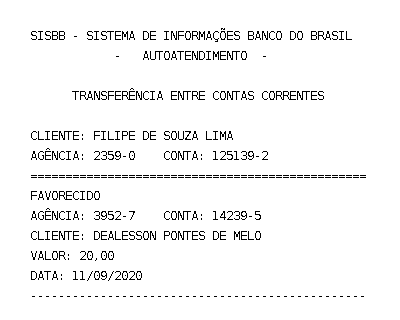 SISBB - SISTEMA DE INFORMAÇÕES BANCO DO BRASIL
- AUTOATENDIMENTO -
TRANSFERÊNCIA ENTRE CONTAS CORRENTES
CLIENTE: FILIPE DE SOUZA LIMA
AGÊNCIA: 2359-0 CONTA: 125139-2
================================================
FAVORECIDO
AGÊNCIA: 3952-7 CONTA: 14239-5
CLIENTE: DEALESSON PONTES DE MELO
VALOR: 20,00
DATA: 11/09/2020
------------------------------------------------